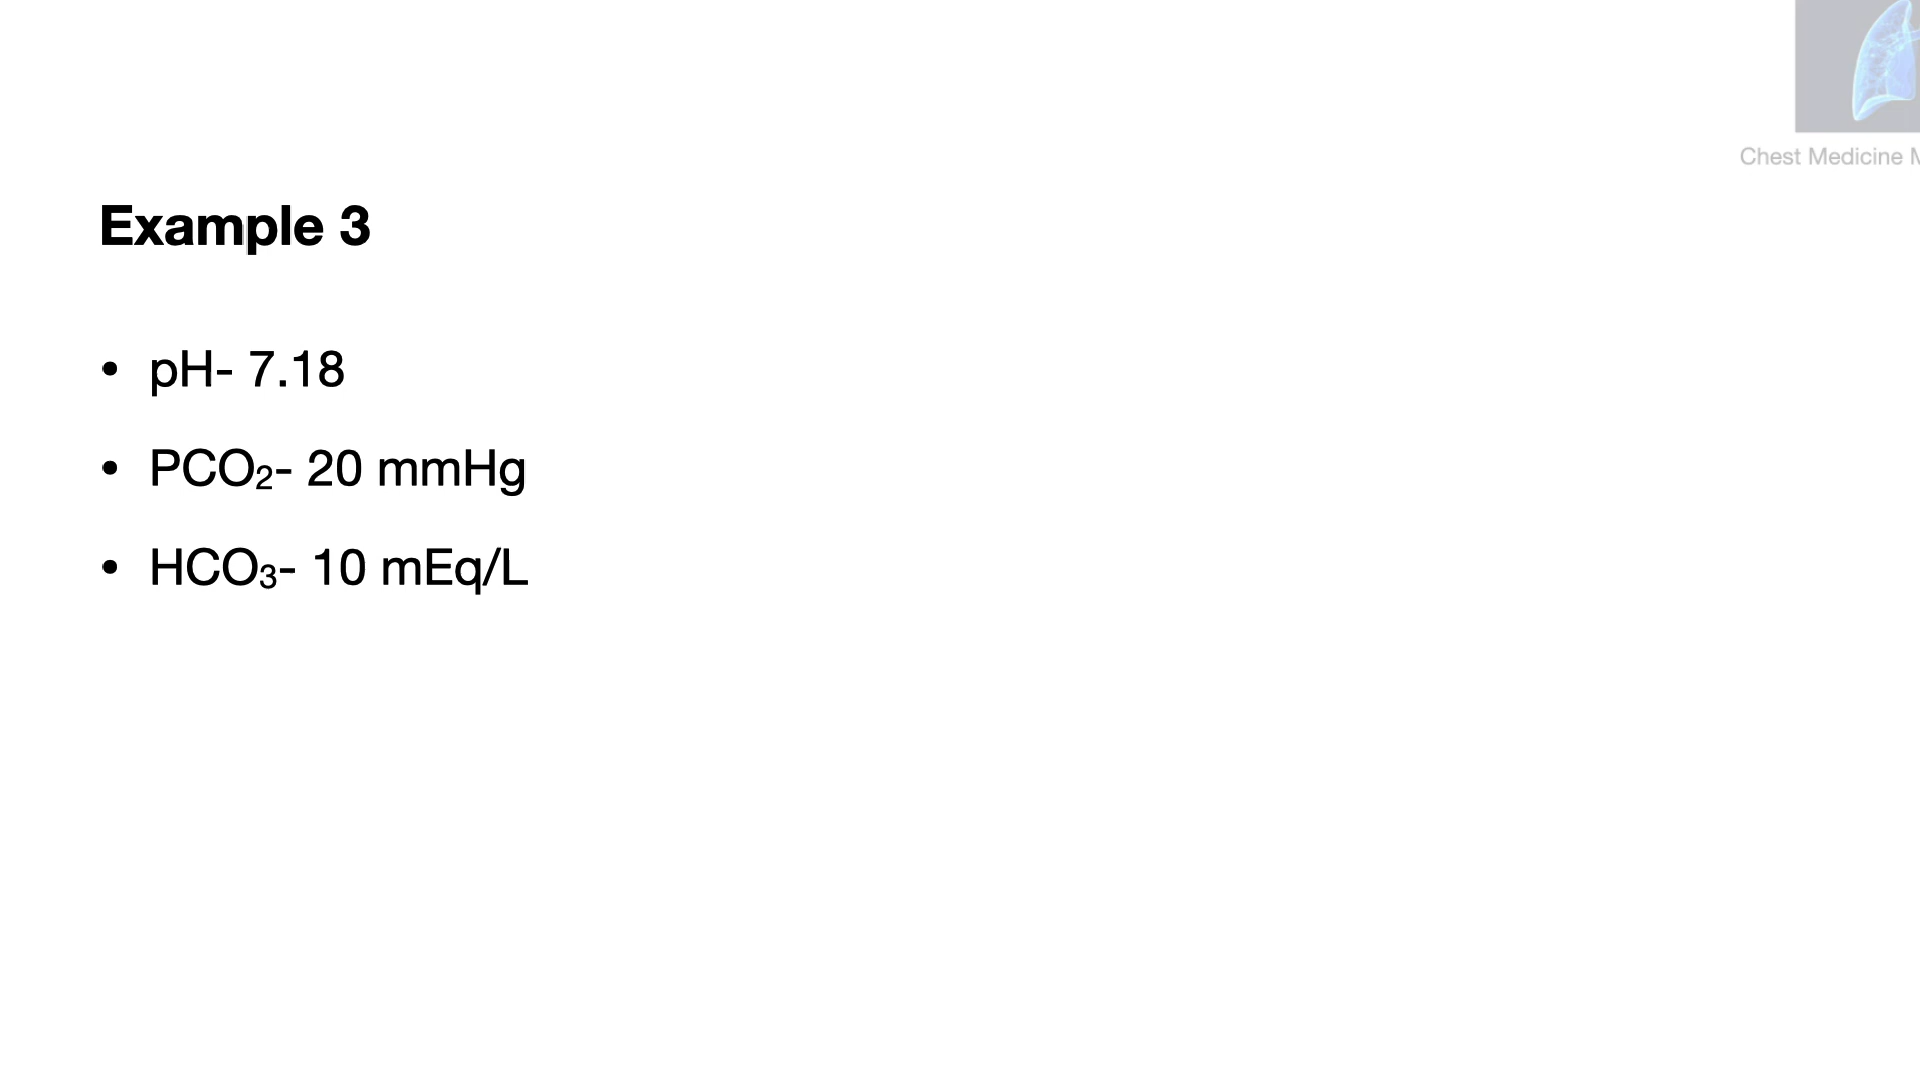 Chest Medicine
Example 3
• pH- 7.18
• PCO₂- 20 mmHg
• HCO₃- 10 mEq/L